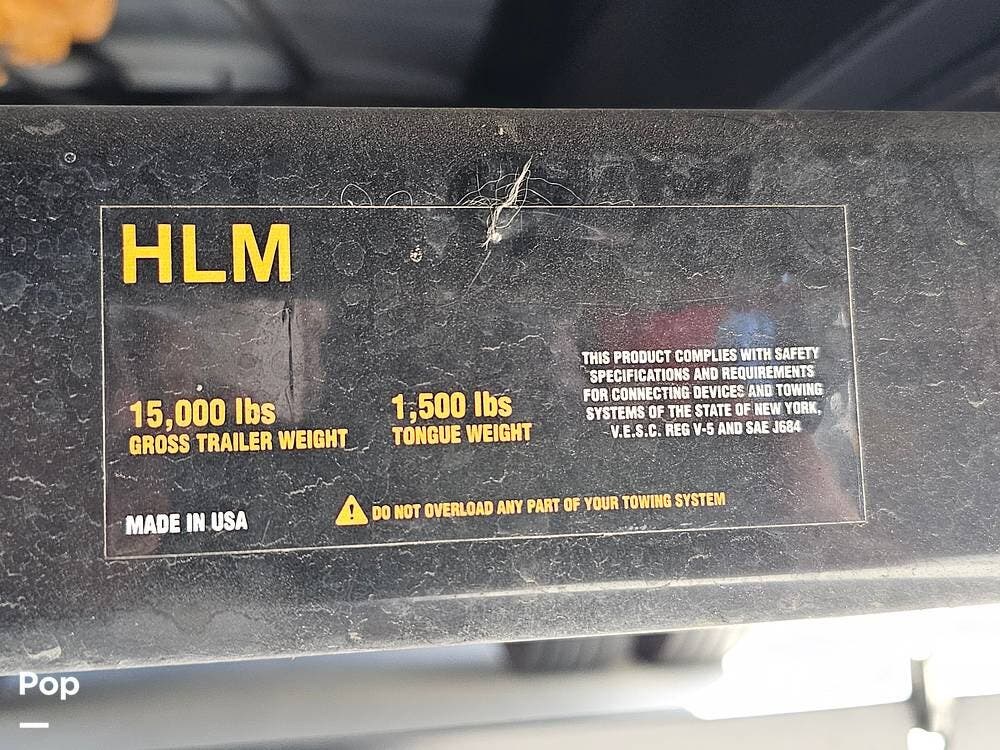 HLM
15,000 lbs
GROSS TRAILER WEIGHT
1,500 lbs
TONGUE WEIGHT
THIS PRODUCT COMPLIES WITH SAFETY
SPECIFICATIONS AND REQUIREMENTS
FOR CONNECTING DEVICES AND TOWING
SYSTEMS OF THE STATE OF NEW YORK,
V.E.S.C. REG V-5 AND SAE J684
DO NOT OVERLOAD ANY PART OF YOUR TOWING SYSTEM
MADE IN USA
Pop